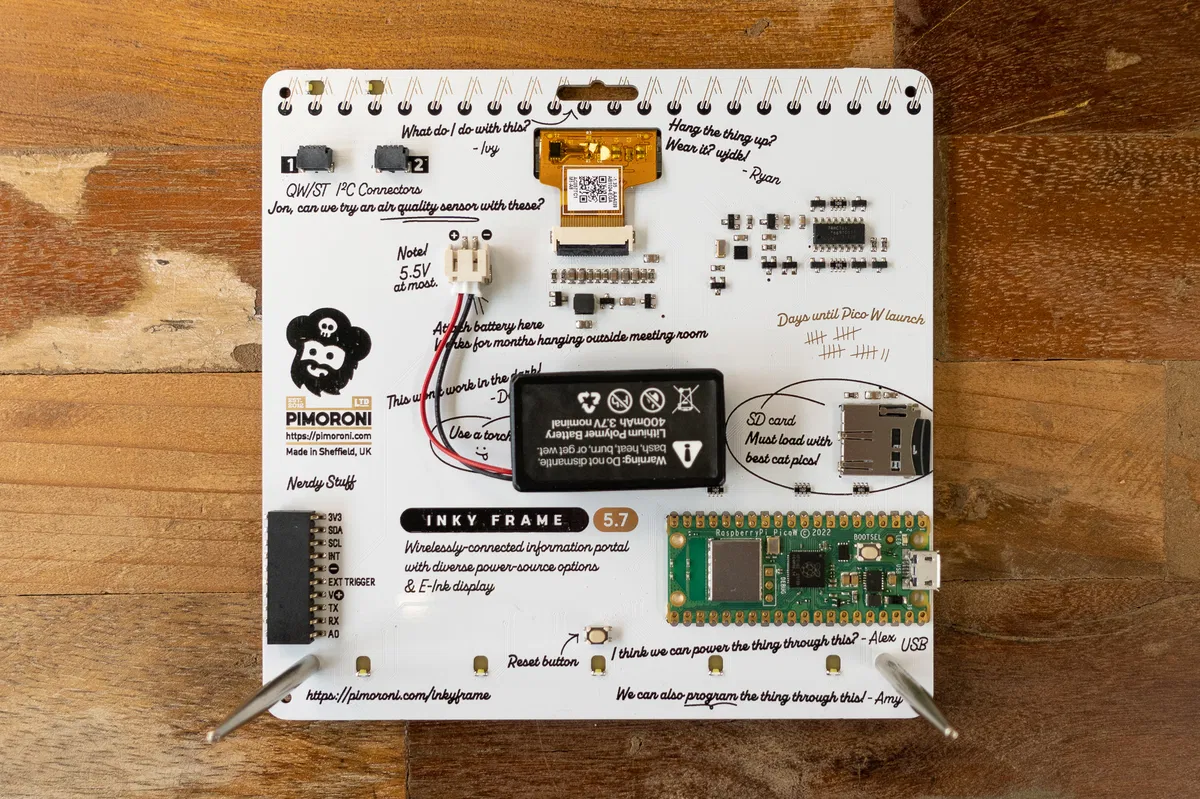 What do I do with this?
- Ivy
Hang the thing up?
Wear it? wjdk!
- Ryan
1
2
QW/ST I²C Connectors
Jon, can we try an air quality sensor with these?
+ -
Note!
5.5V
at most.
Attach battery here
Works for months hanging outside meeting room
Days until Pico W launch
This won't work in the dark!
Use a torch
:P
EST. 2012 LTD
PIMORONI
https://pimoroni.com
Made in Sheffield, UK
Warning: Do not dismantle,
bash, heat, burn, or get wet.
Lithium Polymer Battery
400mAh 3.7V nominal
SD card
Must load with
best cat pics!
Nerdy Stuff
3V3
SDA
SCL
INT
-
EXT TRIGGER
V+
TX
RX
A0
INKY FRAME 5.7
Wirelessly-connected information portal
with diverse power-source options
& E-Ink display
RaspberryPi PicoW © 2022
BOOTSEL
DEBUG
USB
Reset button
I think we can power the thing through this? - Alex
https://pimoroni.com/inkyframe
We can also program the thing through this! - Amy